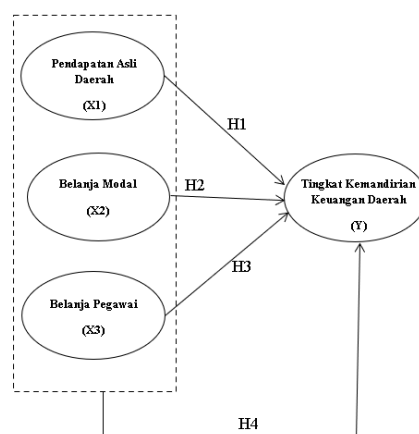 Pendapatan Asli
Daerah
(X1)
H1
Belanja Modal
(X2)
H2
Tingkat Kemandirian
Keuangan Daerah
(Y)
H3
Belanja Pegawai
(X3)
H4